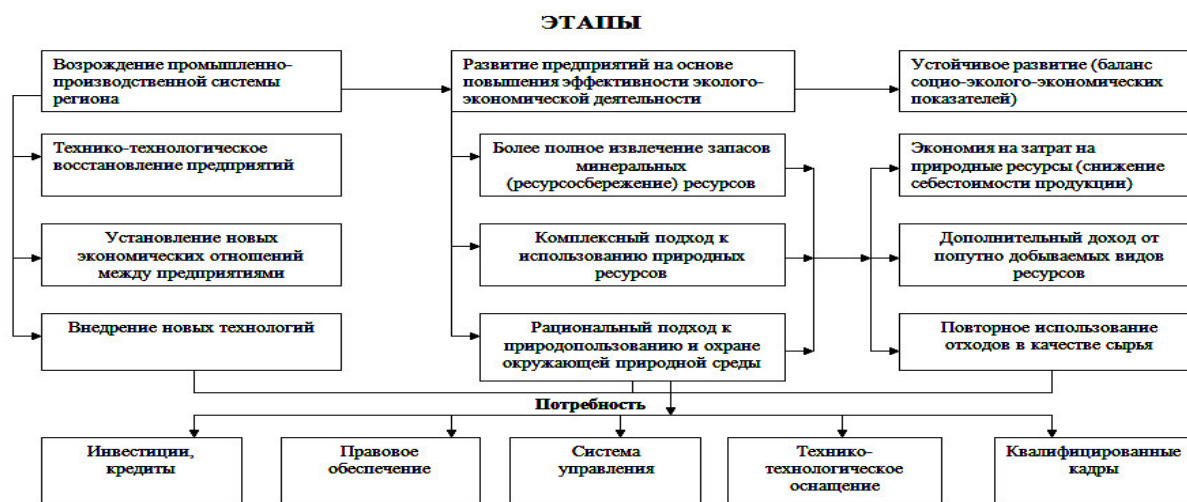 ЭТАПЫ
Возрождение промышленно-
производственной системы
региона
Развитие предприятий на основе
повышения эффективности эколого-
экономической деятельности
Устойчивое развитие (баланс
социо-эколого-экономических
показателей)
Технико-технологическое
восстановление предприятий
Более полное извлечение запасов
минеральных
(ресурсосбережение) ресурсов
Экономия на затрат на
природные ресурсы (снижение
себестоимости продукции)
Установление новых
экономических отношений
между предприятиями
Комплексный подход к
использованию природных
ресурсов
Дополнительный доход от
попутно добываемых видов
ресурсов
Внедрение новых технологий
Рациональный подход к
природопользованию и охране
окружающей природной среды
Повторное использование
отходов в качестве сырья
Потребность
Инвестиции,
кредиты
Правовое
обеспечение
Система
управления
Технико-
технологическое
оснащение
Квалифицированные
кадры